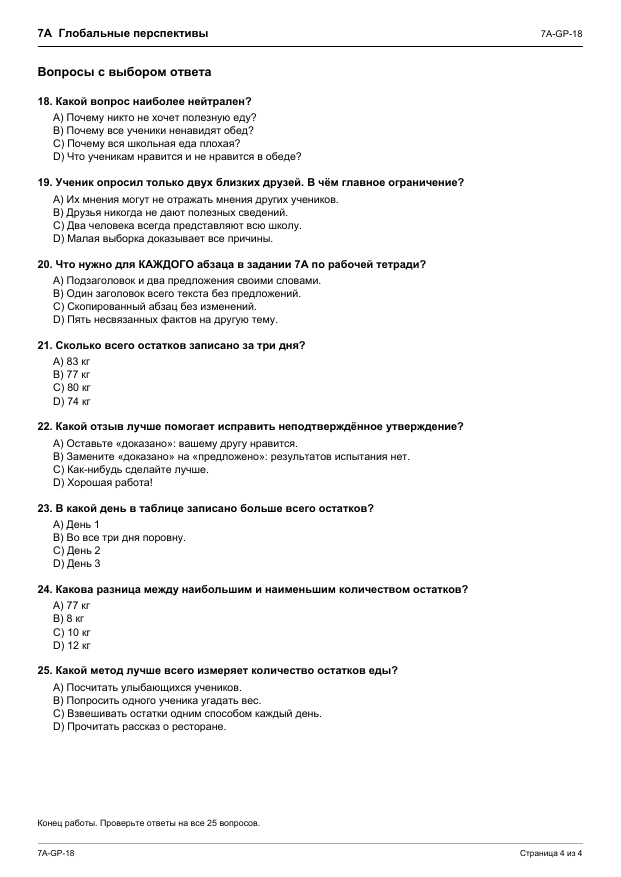 7A Глобальные перспективы
7A-GP-18
Вопросы с выбором ответа
18. Какой вопрос наиболее нейтрален?
A) Почему никто не хочет полезную еду?
B) Почему все ученики ненавидят обед?
C) Почему вся школьная еда плохая?
D) Что ученикам нравится и не нравится в обеде?
19. Ученик опросил только двух близких друзей. В чём главное ограничение?
A) Их мнения могут не отражать мнения других учеников.
B) Друзья никогда не дают полезных сведений.
C) Два человека всегда представляют всю школу.
D) Малая выборка доказывает все причины.
20. Что нужно для КАЖДОГО абзаца в задании 7A по рабочей тетради?
A) Подзаголовок и два предложения своими словами.
B) Один заголовок всего текста без предложений.
C) Скопированный абзац без изменений.
D) Пять несвязанных фактов на другую тему.
21. Сколько всего остатков записано за три дня?
A) 83 кг
B) 77 кг
C) 80 кг
D) 74 кг
22. Какой отзыв лучше помогает исправить неподтверждённое утверждение?
A) Оставьте «доказано»: вашему другу нравится.
B) Замените «доказано» на «предложено»: результатов испытания нет.
C) Как-нибудь сделайте лучше.
D) Хорошая работа!
23. В какой день в таблице записано больше всего остатков?
A) День 1
B) Во все три дня поровну.
C) День 2
D) День 3
24. Какова разница между наибольшим и наименьшим количеством остатков?
A) 77 кг
B) 8 кг
C) 10 кг
D) 12 кг
25. Какой метод лучше всего измеряет количество остатков еды?
A) Посчитать улыбающихся учеников.
B) Попросить одного ученика угадать вес.
C) Взвешивать остатки одним способом каждый день.
D) Прочитать рассказ о ресторане.
Конец работы. Проверьте ответы на все 25 вопросов.
7A-GP-18
Страница 4 из 4